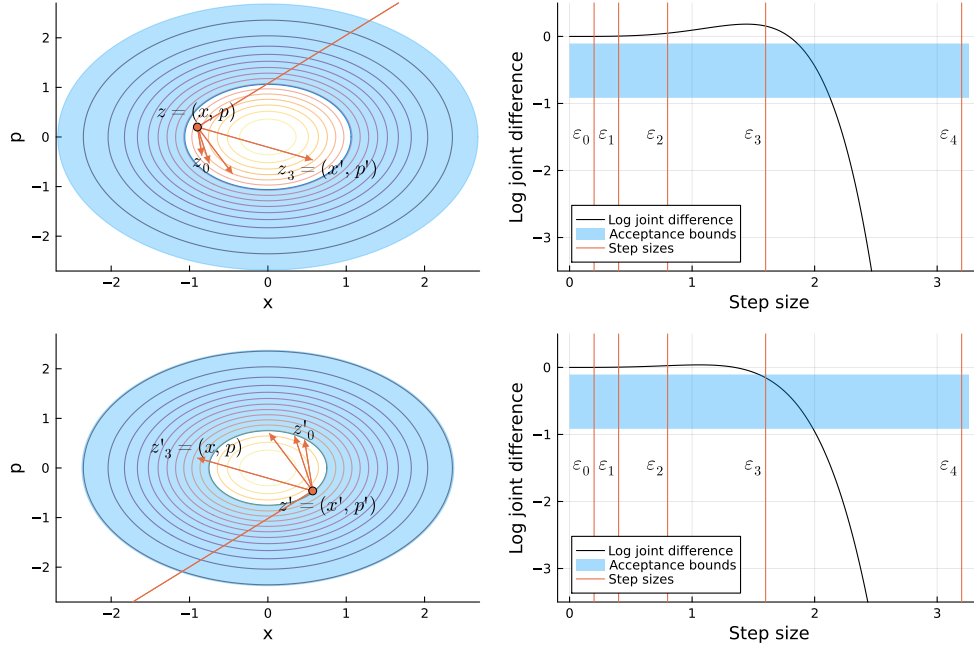 2
1
0
−1
−2
p
−2
−1
0
1
2
x
z = (x, p)
z₀
z₃ = (x′, p′)
0
−1
−2
−3
Log joint difference
ε₀
ε₁
ε₂
ε₃
ε₄
Log joint difference
Acceptance bounds
Step sizes
0
1
2
3
Step size
2
1
0
−1
−2
p
−2
−1
0
1
2
x
z′₀
z′₃ = (x, p)
z′ = (x′, p′)
0
−1
−2
−3
Log joint difference
ε₀
ε₁
ε₂
ε₃
ε₄
Log joint difference
Acceptance bounds
Step sizes
0
1
2
3
Step size